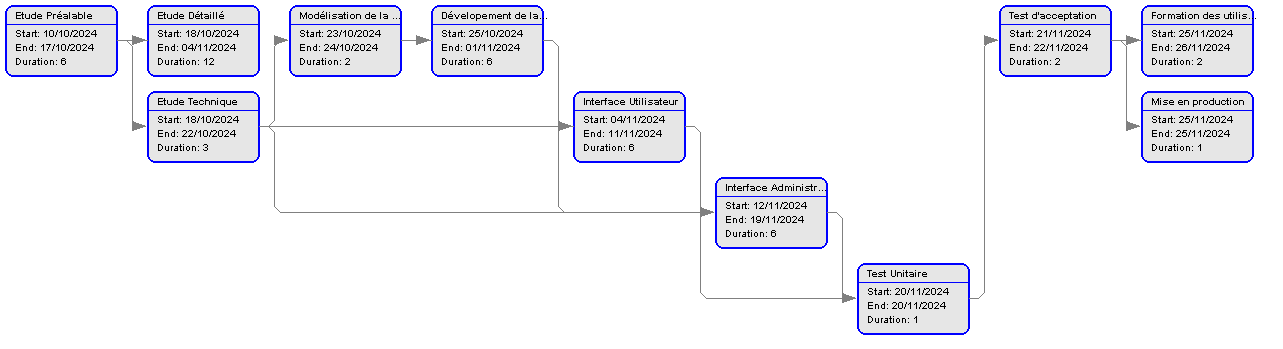 Etude Préalable
Start: 10/10/2024
End: 17/10/2024
Duration: 6
Etude Détaillé
Start: 18/10/2024
End: 04/11/2024
Duration: 12
Modélisation de la ...
Start: 23/10/2024
End: 24/10/2024
Duration: 2
Dévelopement de la...
Start: 25/10/2024
End: 01/11/2024
Duration: 6
Test d'acceptation
Start: 21/11/2024
End: 22/11/2024
Duration: 2
Formation des utilis...
Start: 25/11/2024
End: 26/11/2024
Duration: 2
Etude Technique
Start: 18/10/2024
End: 22/10/2024
Duration: 3
Interface Utilisateur
Start: 04/11/2024
End: 11/11/2024
Duration: 6
Mise en production
Start: 25/11/2024
End: 25/11/2024
Duration: 1
Interface Administr...
Start: 12/11/2024
End: 19/11/2024
Duration: 6
Test Unitaire
Start: 20/11/2024
End: 20/11/2024
Duration: 1